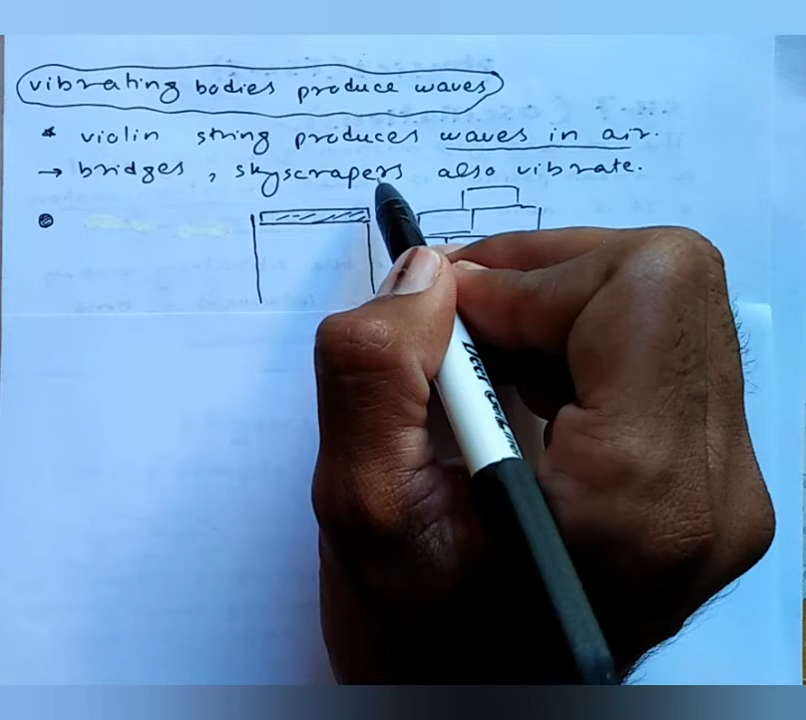 vibrating bodies produce waves
* violin string produces waves in air.
→ bridges, skyscrapers also vibrate.